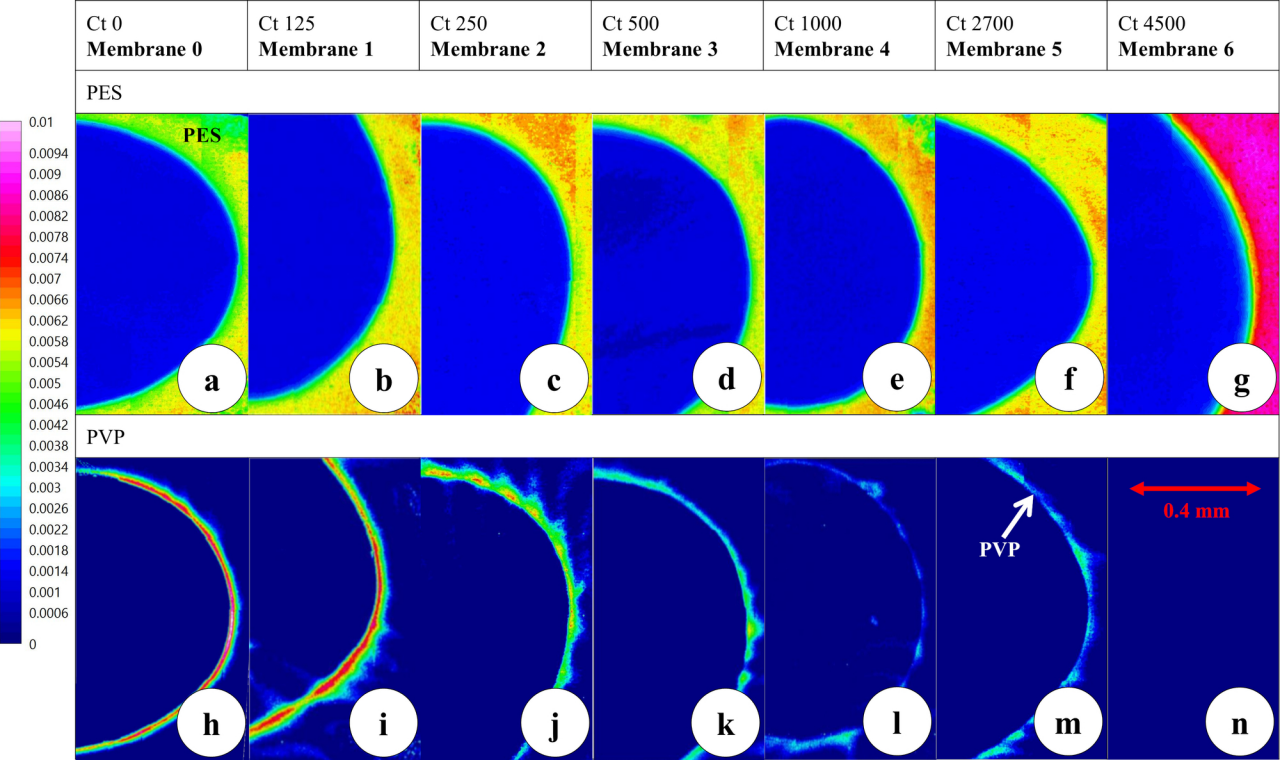 Ct 0
Membrane 0
Ct 125
Membrane 1
Ct 250
Membrane 2
Ct 500
Membrane 3
Ct 1000
Membrane 4
Ct 2700
Membrane 5
Ct 4500
Membrane 6
PES
0.01
0.0094
0.009
0.0086
0.0082
0.0078
0.0074
0.007
0.0066
0.0062
0.0058
0.0054
0.005
0.0046
0.0042
0.0038
0.0034
0.003
0.0026
0.0022
0.0018
0.0014
0.001
0.0006
0
PES
a
b
c
d
e
f
g
PVP
PVP
0.4 mm
h
i
j
k
l
m
n